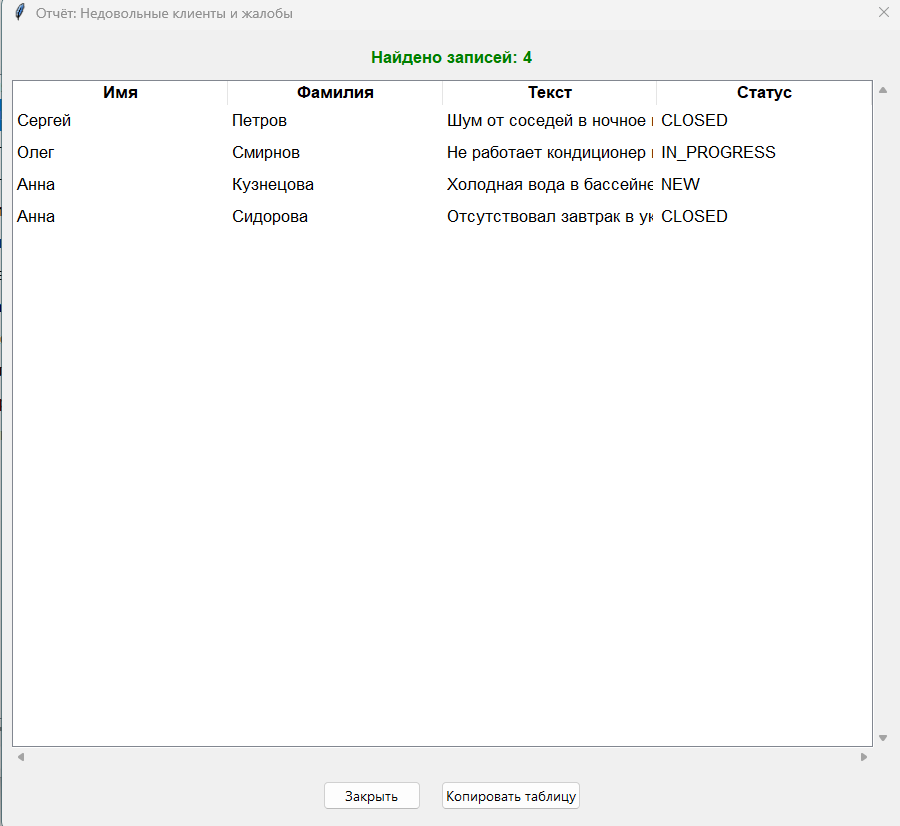 Отчёт: Недовольные клиенты и жалобы
Найдено записей: 4
Имя Фамилия Текст Статус
Сергей Петров Шум от соседей в ночное CLOSED
Олег Смирнов Не работает кондиционер IN_PROGRESS
Анна Кузнецова Холодная вода в бассейне NEW
Анна Сидорова Отсутствовал завтрак в ук CLOSED
Закрыть Копировать таблицу